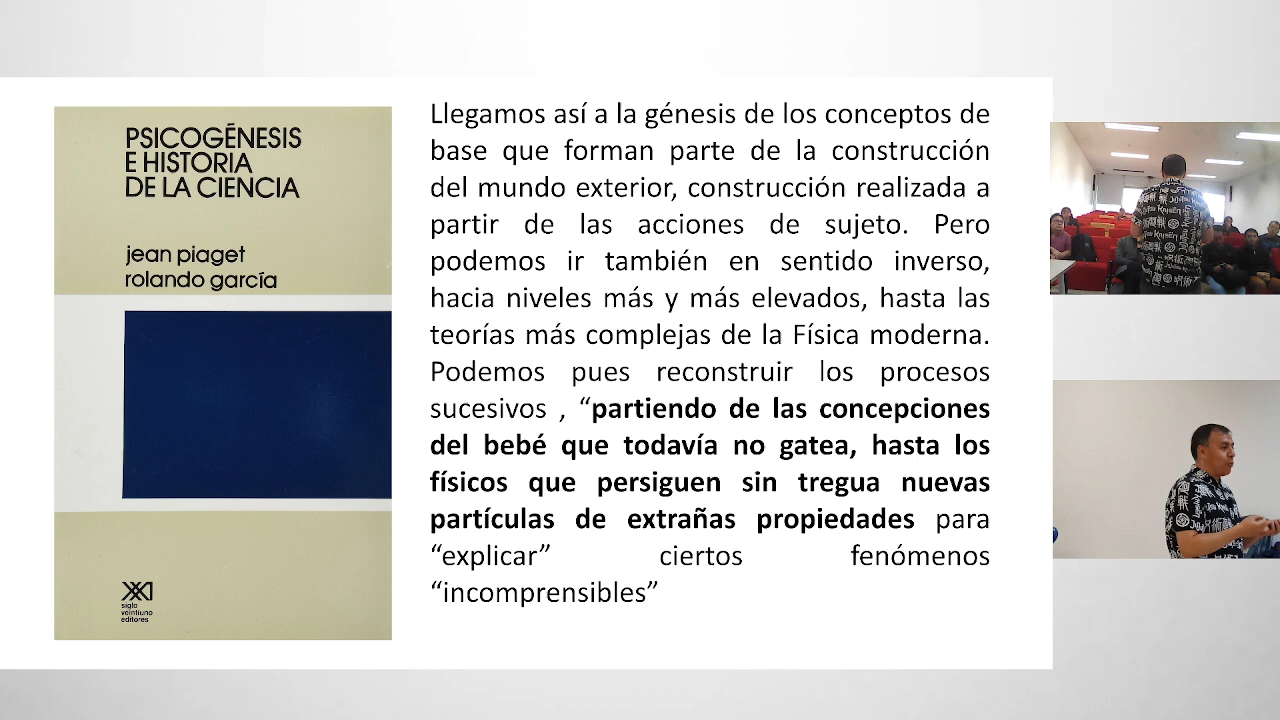 PSICOGÉNESIS
E HISTORIA
DE LA CIENCIA
jean piaget
rolando garcía
siglo
veintiuno
editores
Llegamos así a la génesis de los conceptos de
base que forman parte de la construcción
del mundo exterior, construcción realizada a
partir de las acciones de sujeto. Pero
podemos ir también en sentido inverso,
hacia niveles más y más elevados, hasta las
teorías más complejas de la Física moderna.
Podemos pues reconstruir los procesos
sucesivos , “partiendo de las concepciones
del bebé que todavía no gatea, hasta los
físicos que persiguen sin tregua nuevas
partículas de extrañas propiedades para
“explicar” ciertos fenómenos
“incomprensibles”